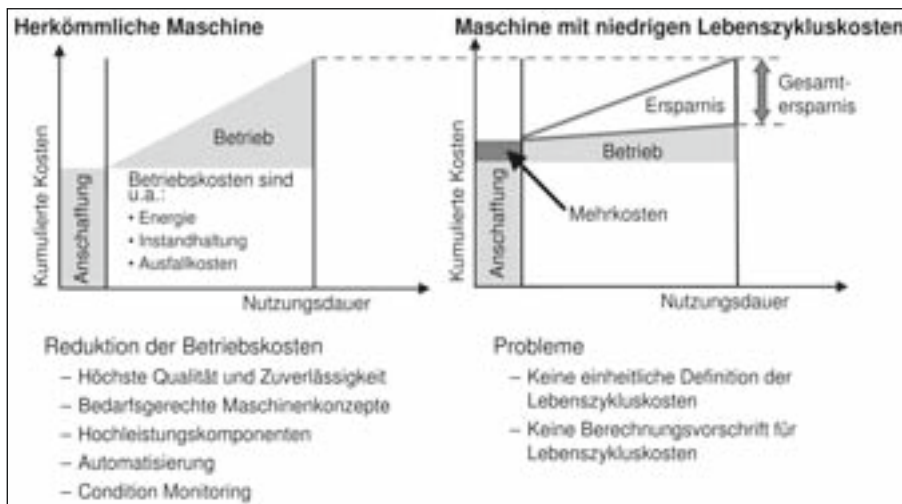 Herkömmliche Maschine
Kumulierte Kosten
Anschaffung
Betrieb
Betriebskosten sind
u.a.:
• Energie
• Instandhaltung
• Ausfallkosten
Nutzungsdauer
Maschine mit niedrigen Lebenszykluskosten
Kumulierte Kosten
Anschaffung
Ersparnis
Gesamt-
ersparnis
Betrieb
Mehrkosten
Nutzungsdauer
Reduktion der Betriebskosten
– Höchste Qualität und Zuverlässigkeit
– Bedarfsgerechte Maschinenkonzepte
– Hochleistungskomponenten
– Automatisierung
– Condition Monitoring
Probleme
– Keine einheitliche Definition der
Lebenszykluskosten
– Keine Berechnungsvorschrift für
Lebenszykluskosten